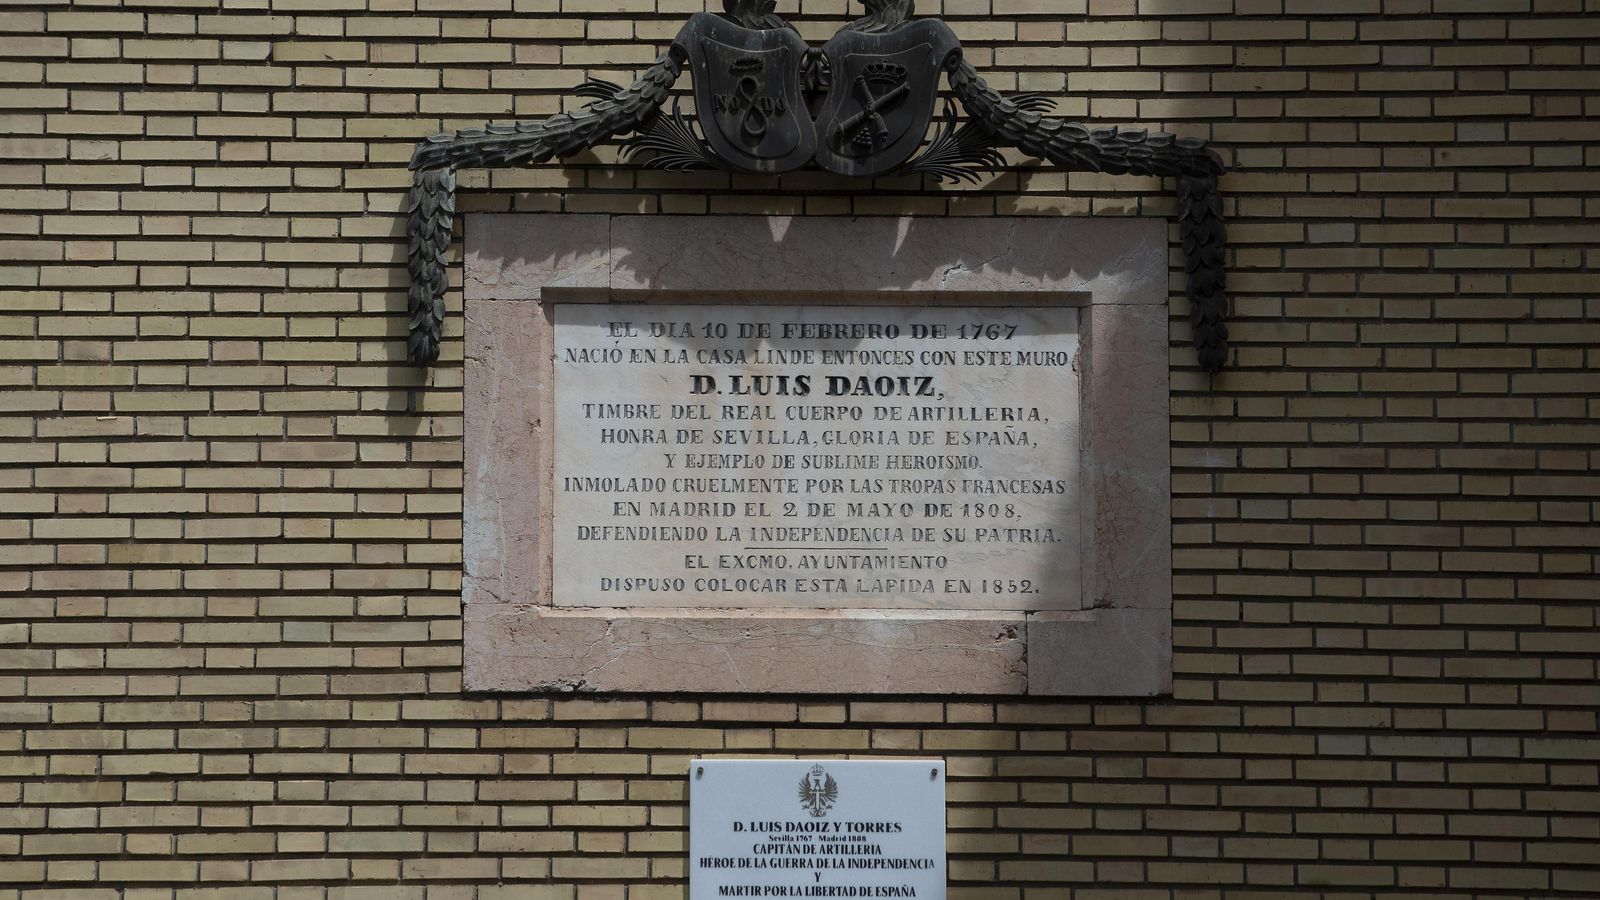 NO8DO
EL DIA 10 DE FEBRERO DE 1767
NACIÓ EN LA CASA LINDE ENTONCES CON ESTE MURO
D. LUIS DAOIZ,
TIMBRE DEL REAL CUERPO DE ARTILLERIA,
HONRA DE SEVILLA, GLORIA DE ESPAÑA,
Y EJEMPLO DE SUBLIME HEROISMO.
INMOLADO CRUELMENTE POR LAS TROPAS FRANCESAS
EN MADRID EL 2 DE MAYO DE 1808,
DEFENDIENDO LA INDEPENDENCIA DE SU PATRIA.
EL EXCMO. AYUNTAMIENTO
DISPUSO COLOCAR ESTA LAPIDA EN 1852.
D. LUIS DAOIZ Y TORRES
Sevilla 1767 - Madrid 1808
CAPITÁN DE ARTILLERIA
HÉROE DE LA GUERRA DE LA INDEPENDENCIA
Y
MARTIR POR LA LIBERTAD DE ESPAÑA